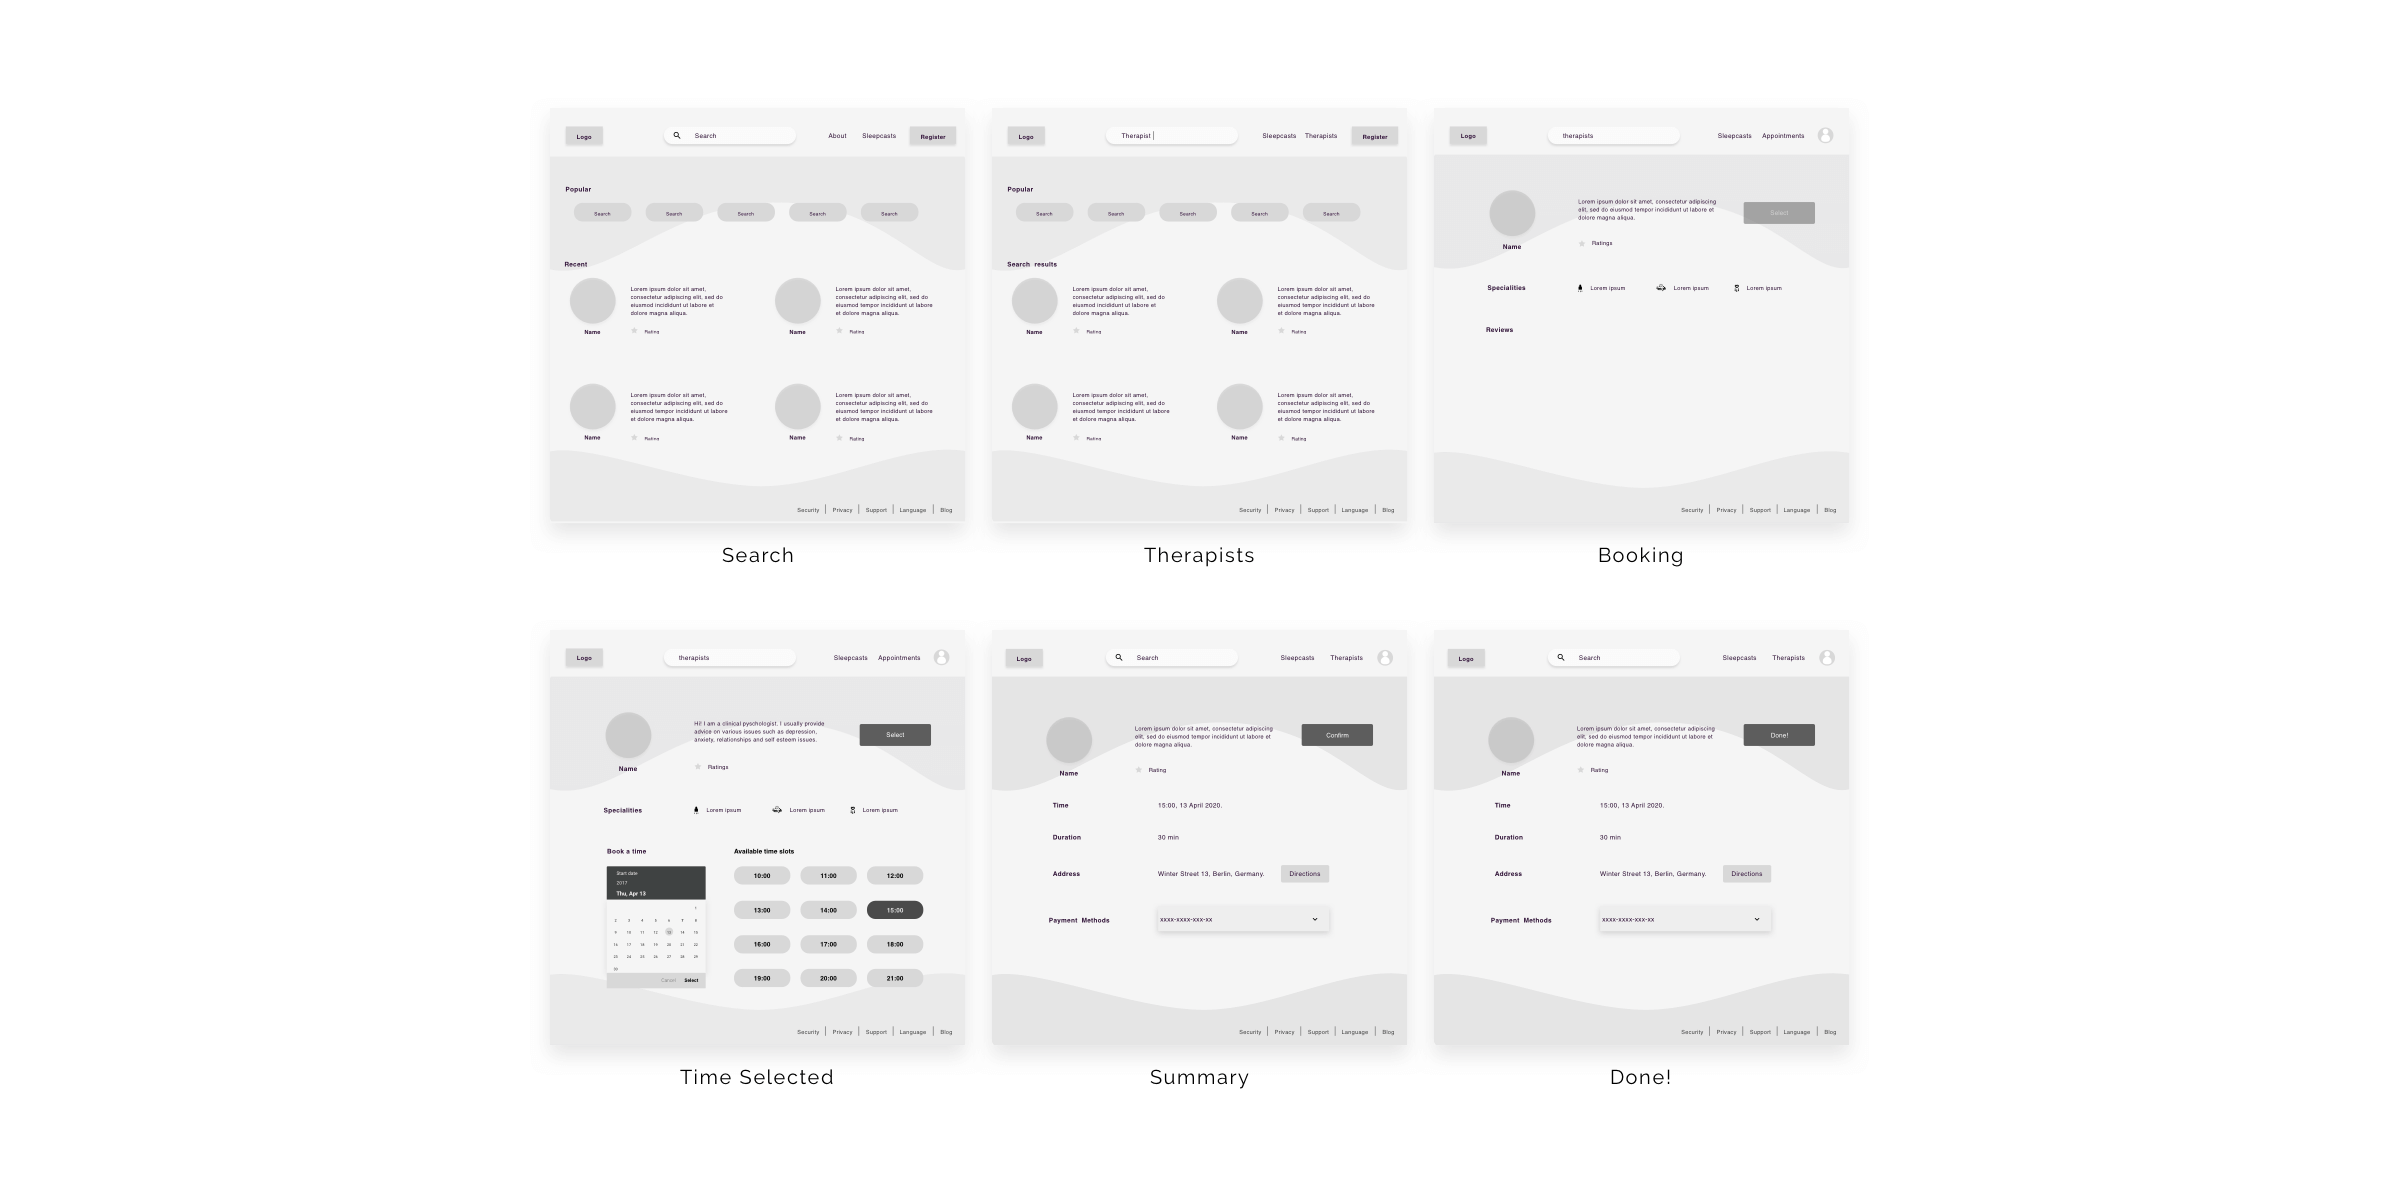 Logo
Search
About
Sleepcasts
Register
Popular
Search
Search
Search
Search
Search
Recent
Lorem ipsum dolor sit amet,
consectetur adipiscing elit, sed do
eiusmod tempor incididunt ut labore et
dolore magna aliqua.
Name
Rating
Lorem ipsum dolor sit amet,
consectetur adipiscing elit, sed do
eiusmod tempor incididunt ut labore et
dolore magna aliqua.
Name
Rating
Lorem ipsum dolor sit amet,
consectetur adipiscing elit, sed do
eiusmod tempor incididunt ut labore
et dolore magna aliqua.
Name
Rating
Lorem ipsum dolor sit amet,
consectetur adipiscing elit, sed do
eiusmod tempor incididunt ut labore
et dolore magna aliqua.
Name
Rating
Security | Privacy | Support | Language | Blog
Search
Logo
Therapist
Sleepcasts
Therapists
Register
Popular
Search
Search
Search
Search
Search
Search results
Lorem ipsum dolor sit amet,
consectetur adipiscing elit, sed do
eiusmod tempor incididunt ut labore et
dolore magna aliqua.
Name
Rating
Lorem ipsum dolor sit amet,
consectetur adipiscing elit, sed do
eiusmod tempor incididunt ut labore et
dolore magna aliqua.
Name
Rating
Lorem ipsum dolor sit amet,
consectetur adipiscing elit, sed do
eiusmod tempor incididunt ut labore
et dolore magna aliqua.
Name
Rating
Lorem ipsum dolor sit amet,
consectetur adipiscing elit, sed do
eiusmod tempor incididunt ut labore
et dolore magna aliqua.
Name
Rating
Security | Privacy | Support | Language | Blog
Therapists
Logo
therapists
Sleepcasts
Appointments
Lorem ipsum dolor sit amet, consectetur adipiscing
elit, sed do eiusmod tempor incididunt ut labore et
dolore magna aliqua.
Select
Name
Ratings
Specialities
Lorem ipsum
Lorem ipsum
Lorem ipsum
Reviews
Security | Privacy | Support | Language | Blog
Booking
Logo
therapists
Sleepcasts
Appointments
Hi! I am a clinical pyschologist. I usually provide
advice on various issues such as depression,
anxiety, relationships and self esteem issues.
Select
Name
Ratings
Specialities
Lorem ipsum
Lorem ipsum
Lorem ipsum
Book a time
Start date
2017
Thu, Apr 13
1
2 3 4 5 6 7 8
9 10 11 12 13 14 15
16 17 18 19 20 21 22
23 24 25 26 27 28 29
30
Cancel Select
Available time slots
10:00 11:00 12:00
13:00 14:00 15:00
16:00 17:00 18:00
19:00 20:00 21:00
Security | Privacy | Support | Language | Blog
Time Selected
Logo
Search
Sleepcasts
Therapists
Lorem ipsum dolor sit amet, consectetur adipiscing
elit, sed do eiusmod tempor incididunt ut labore et
dolore magna aliqua.
Confirm
Name
Rating
Time 15:00, 13 April 2020.
Duration 30 min
Address Winter Street 13, Berlin, Germany. Directions
Payment Methods xxxx-xxxx-xxx-xx
Security | Privacy | Support | Language | Blog
Summary
Logo
Search
Sleepcasts
Therapists
Lorem ipsum dolor sit amet, consectetur adipiscing
elit, sed do eiusmod tempor incididunt ut labore et
dolore magna aliqua.
Done!
Name
Rating
Time 15:00, 13 April 2020.
Duration 30 min
Address Winter Street 13, Berlin, Germany. Directions
Payment Methods xxxx-xxxx-xxx-xx
Security | Privacy | Support | Language | Blog
Done!